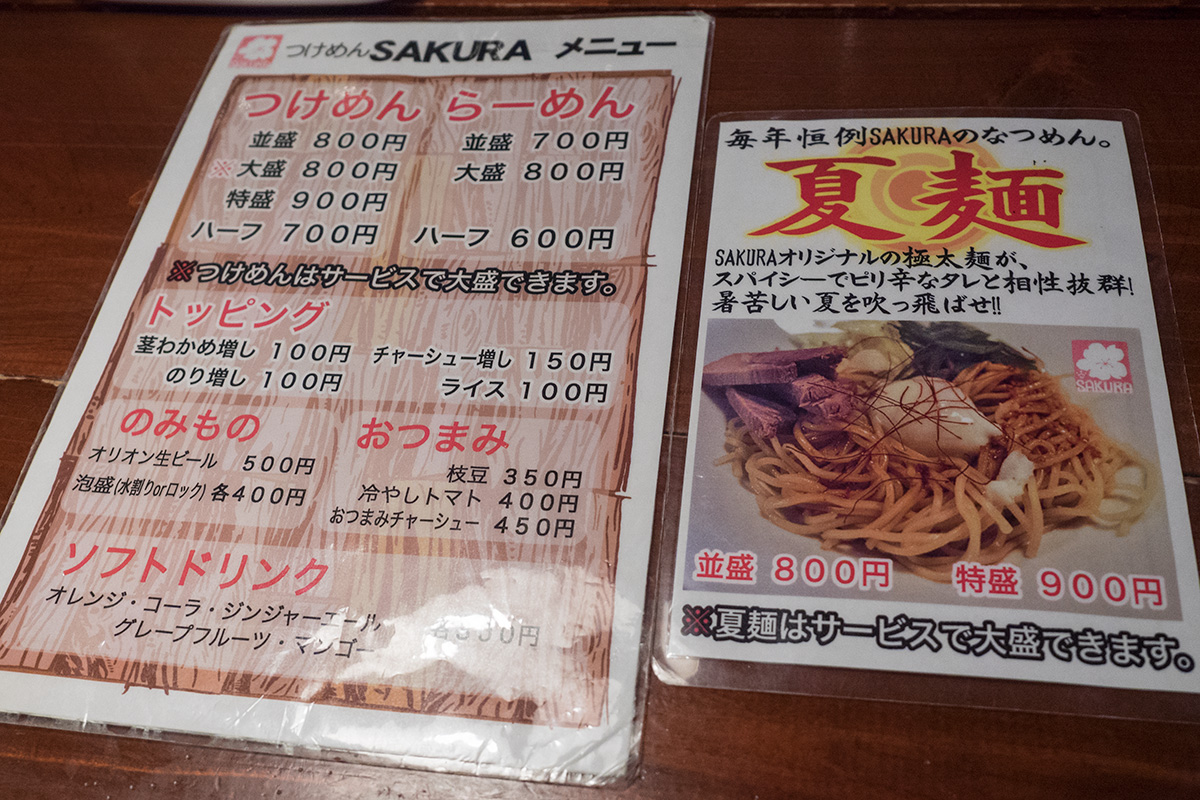 つけめんSAKURA メニュー
つけめん
並盛 800円
※大盛 800円
特盛 900円
ハーフ 700円
らーめん
並盛 700円
大盛 800円
ハーフ 600円
※つけめんはサービスで大盛できます。
トッピング
茎わかめ増し 100円 チャーシュー増し 150円
のり増し 100円 ライス 100円
のみもの
オリオン生ビール 500円
泡盛(水割りorロック) 各400円
おつまみ
枝豆 350円
冷やしトマト 400円
おつまみチャーシュー 450円
ソフトドリンク
オレンジ・コーラ・ジンジャーエール
グレープフルーツ・マンゴー
毎年恒例SAKURAのなつめん。
夏麺
SAKURAオリジナルの極太麺が、
スパイシーでピリ辛なタレと相性抜群!
暑苦しい夏を吹っ飛ばせ!!
SAKURA
並盛 800円 特盛 900円
※夏麺はサービスで大盛できます。